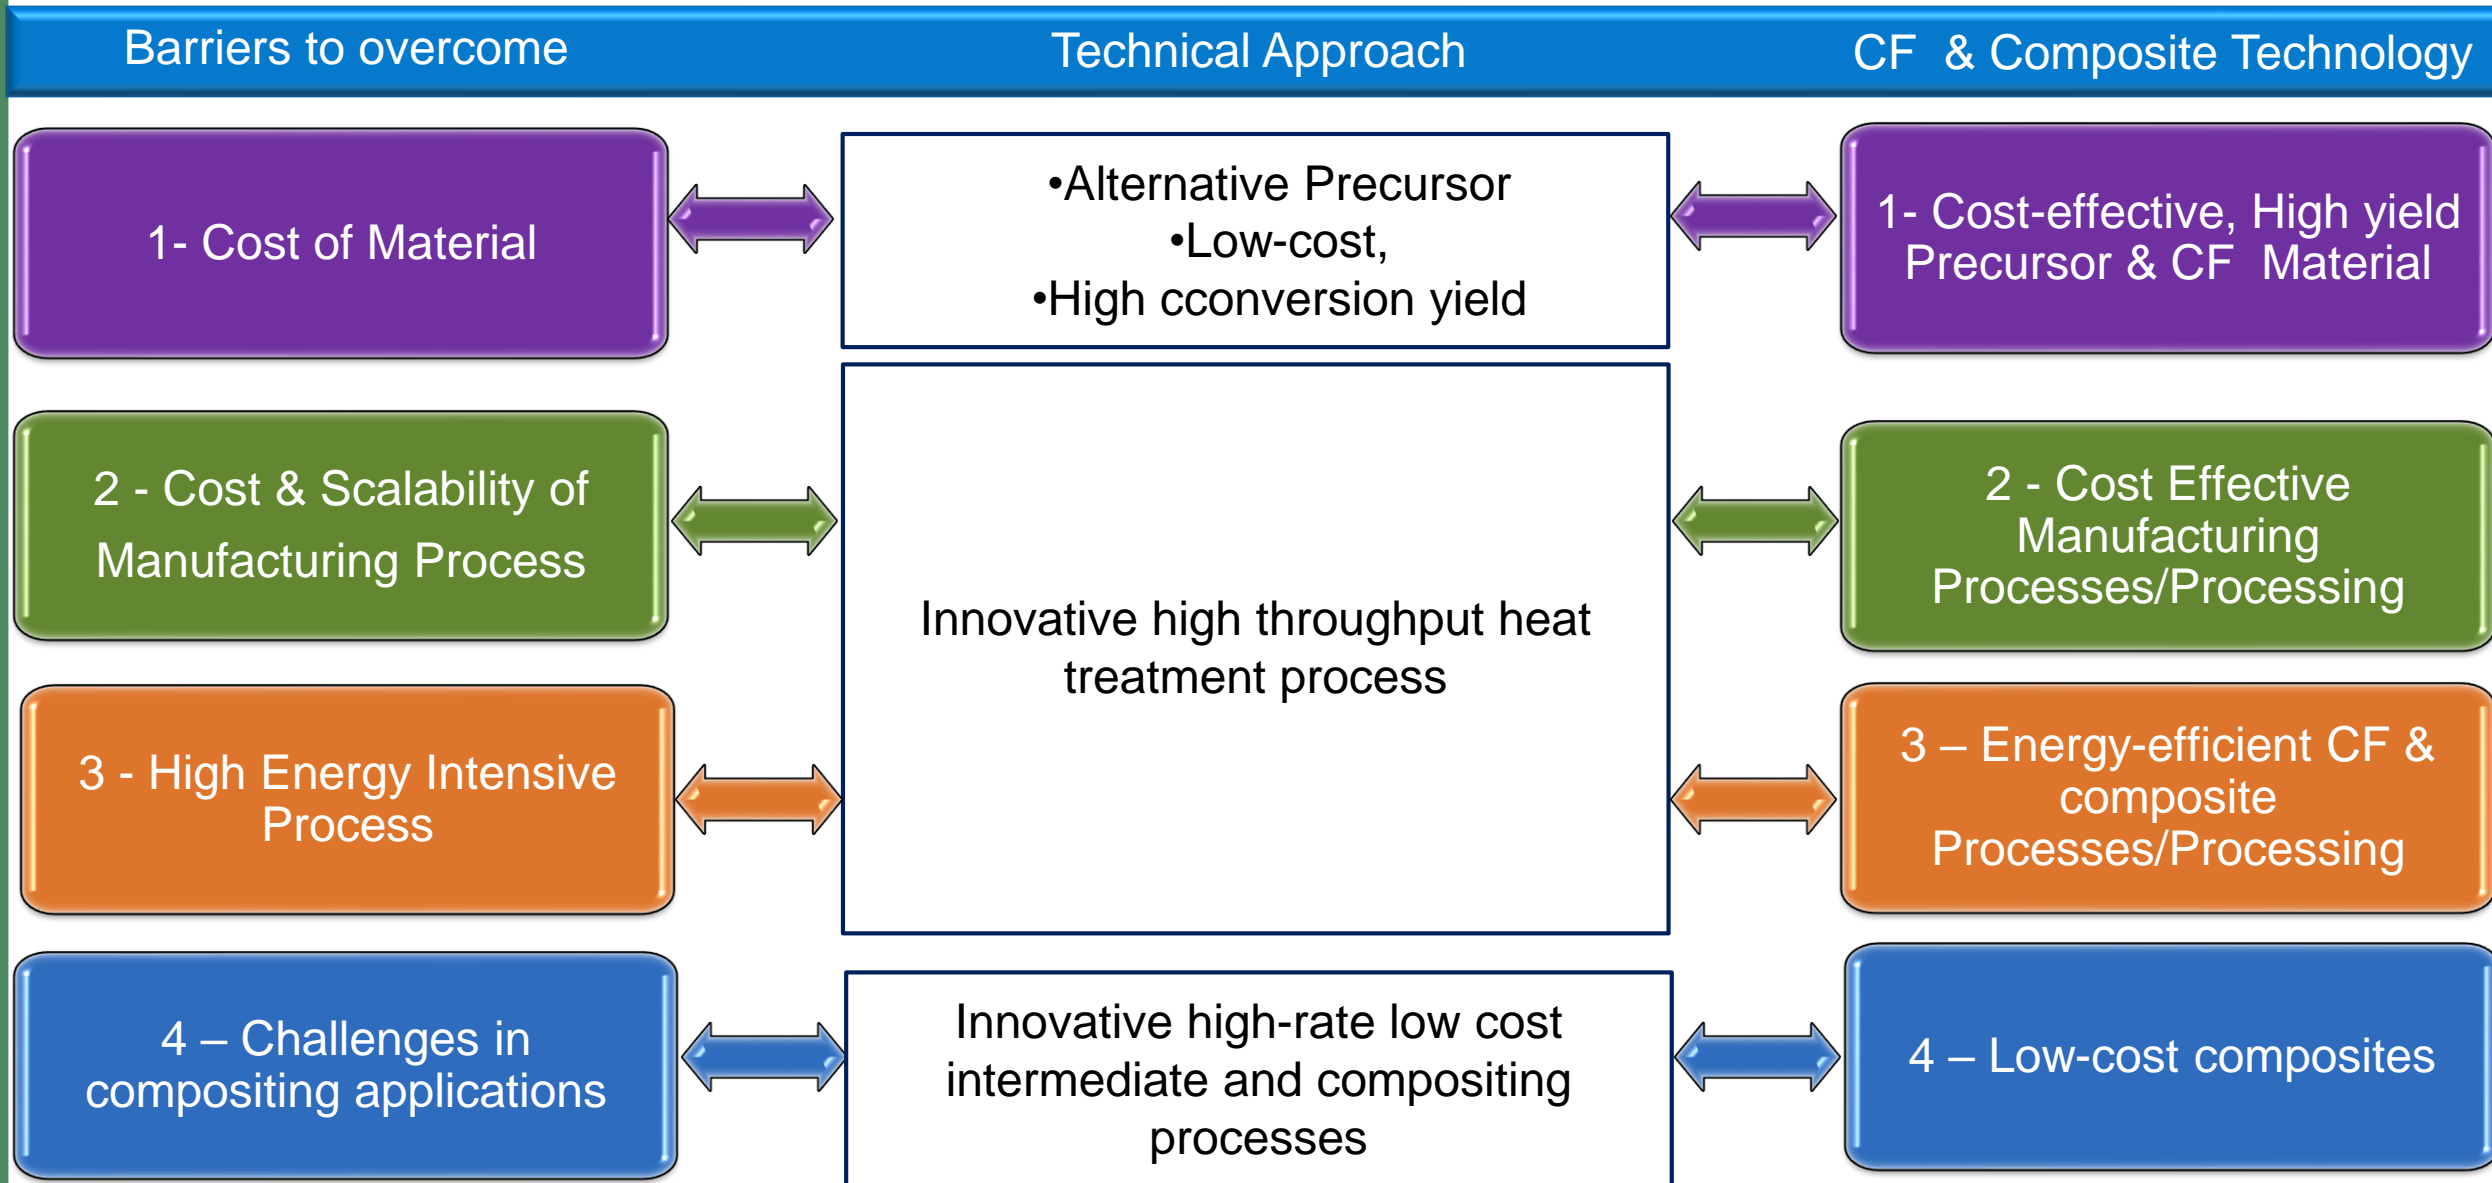 Barriers to overcome
Technical Approach
CF & Composite Technology
1- Cost of Material
•Alternative Precursor
•Low-cost,
•High cconversion yield
1- Cost-effective, High yield
Precursor & CF Material
2 - Cost & Scalability of
Manufacturing Process
Innovative high throughput heat
treatment process
2 - Cost Effective
Manufacturing
Processes/Processing
3 - High Energy Intensive
Process
3 – Energy-efficient CF &
composite
Processes/Processing
4 – Challenges in
compositing applications
Innovative high-rate low cost
intermediate and compositing
processes
4 – Low-cost composites